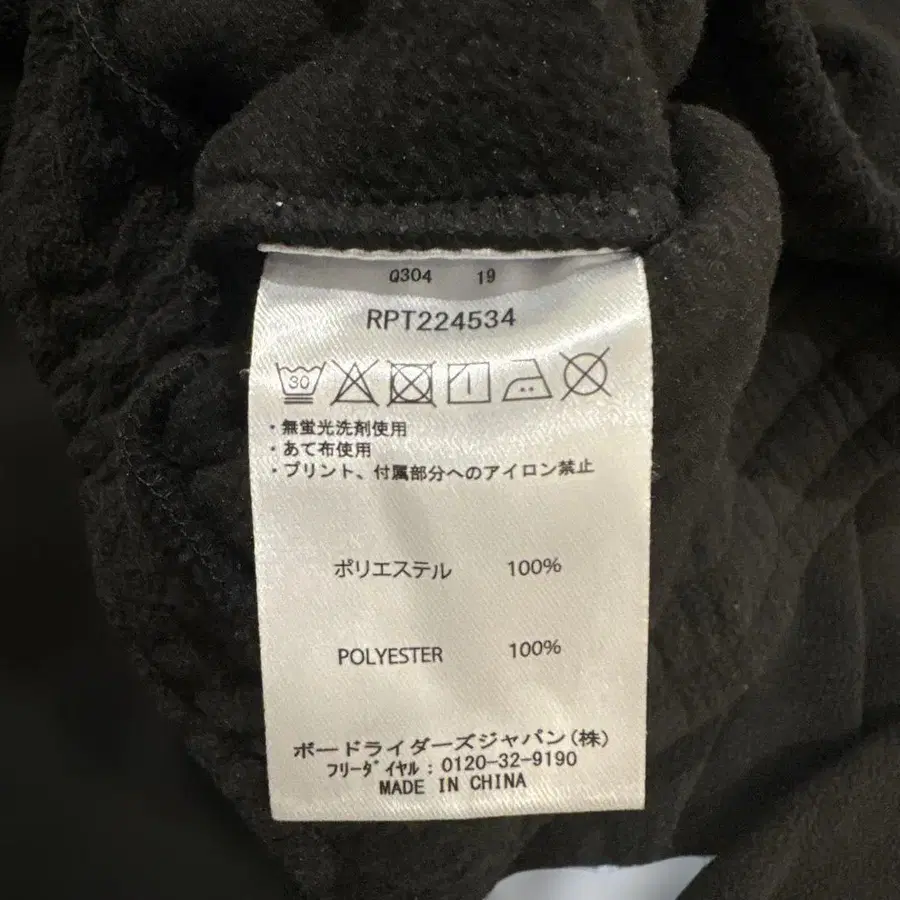 Q304 19
RPT224534
30
・無蛍光洗剤使用
・あて布使用
・プリント、付属部分へのアイロン禁止
ポリエステル 100%
POLYESTER 100%
ボードライダーズジャパン(株)
フリーダイヤル:0120-32-9190
MADE IN CHINA